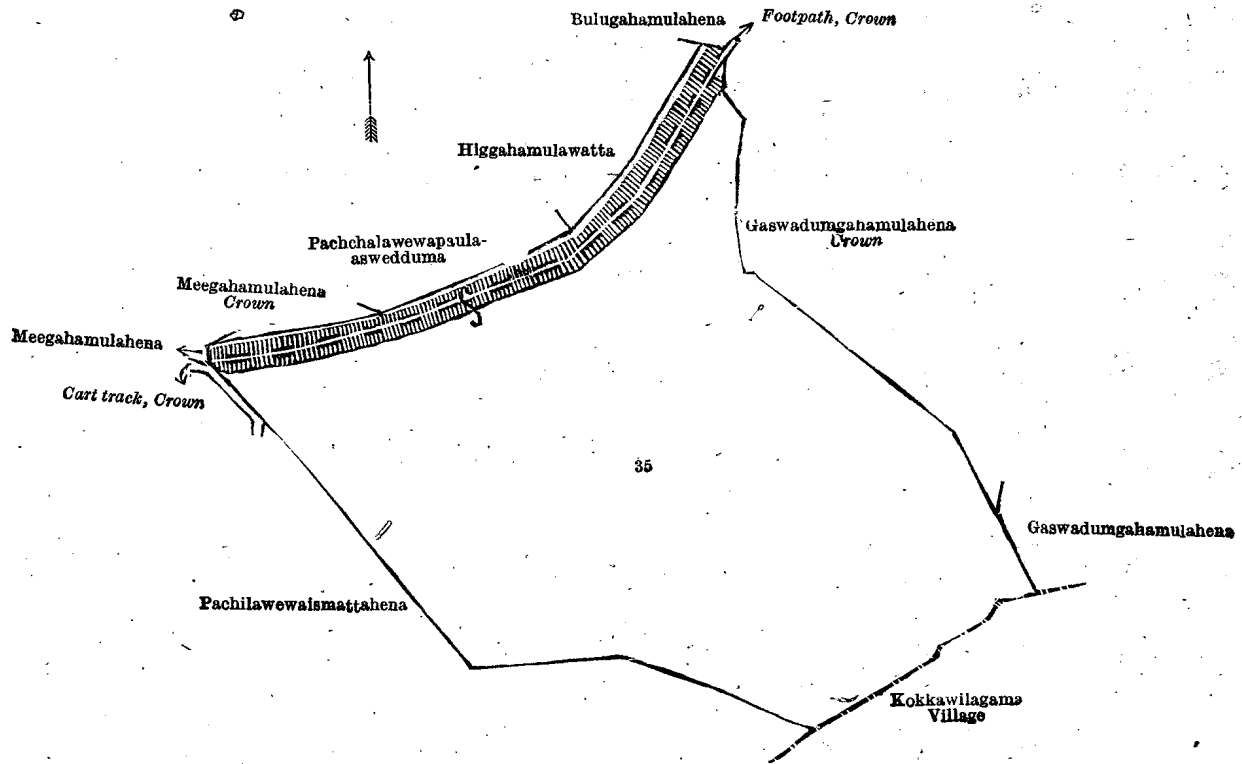 Bulugahamulahena
Footpath, Crown
Higgahamulawatta
Gaswadumgahamulahena
Crown
Pachchalawewapaula-
aswedduma
Meegahamulahena
Crown
Meegahamulahena
Cart track, Crown
35
Gaswadumgahamulahena
Pachilawewaismattahena
Kokkawilagama
Village